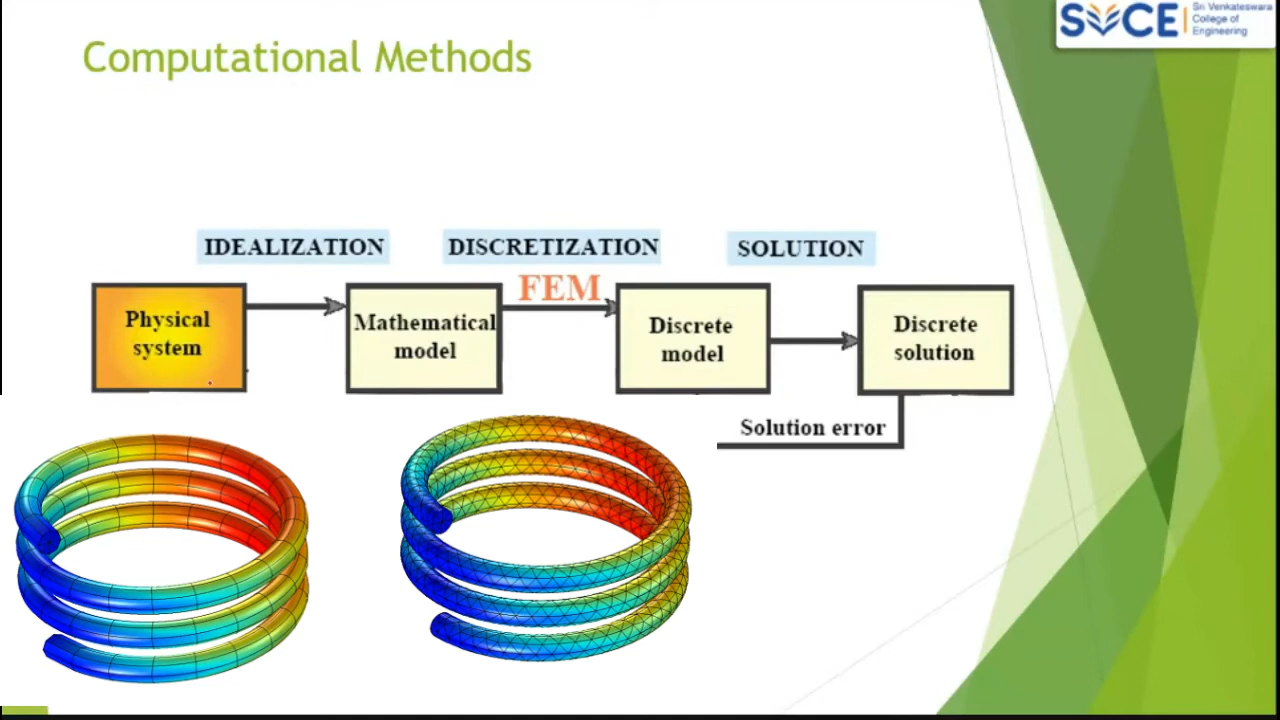 Computational Methods
SVCE
Sri Venkateswara
College of
Engineering
IDEALIZATION
DISCRETIZATION
SOLUTION
FEM
Physical
system
Mathematical
model
Discrete
model
Discrete
solution
Solution error